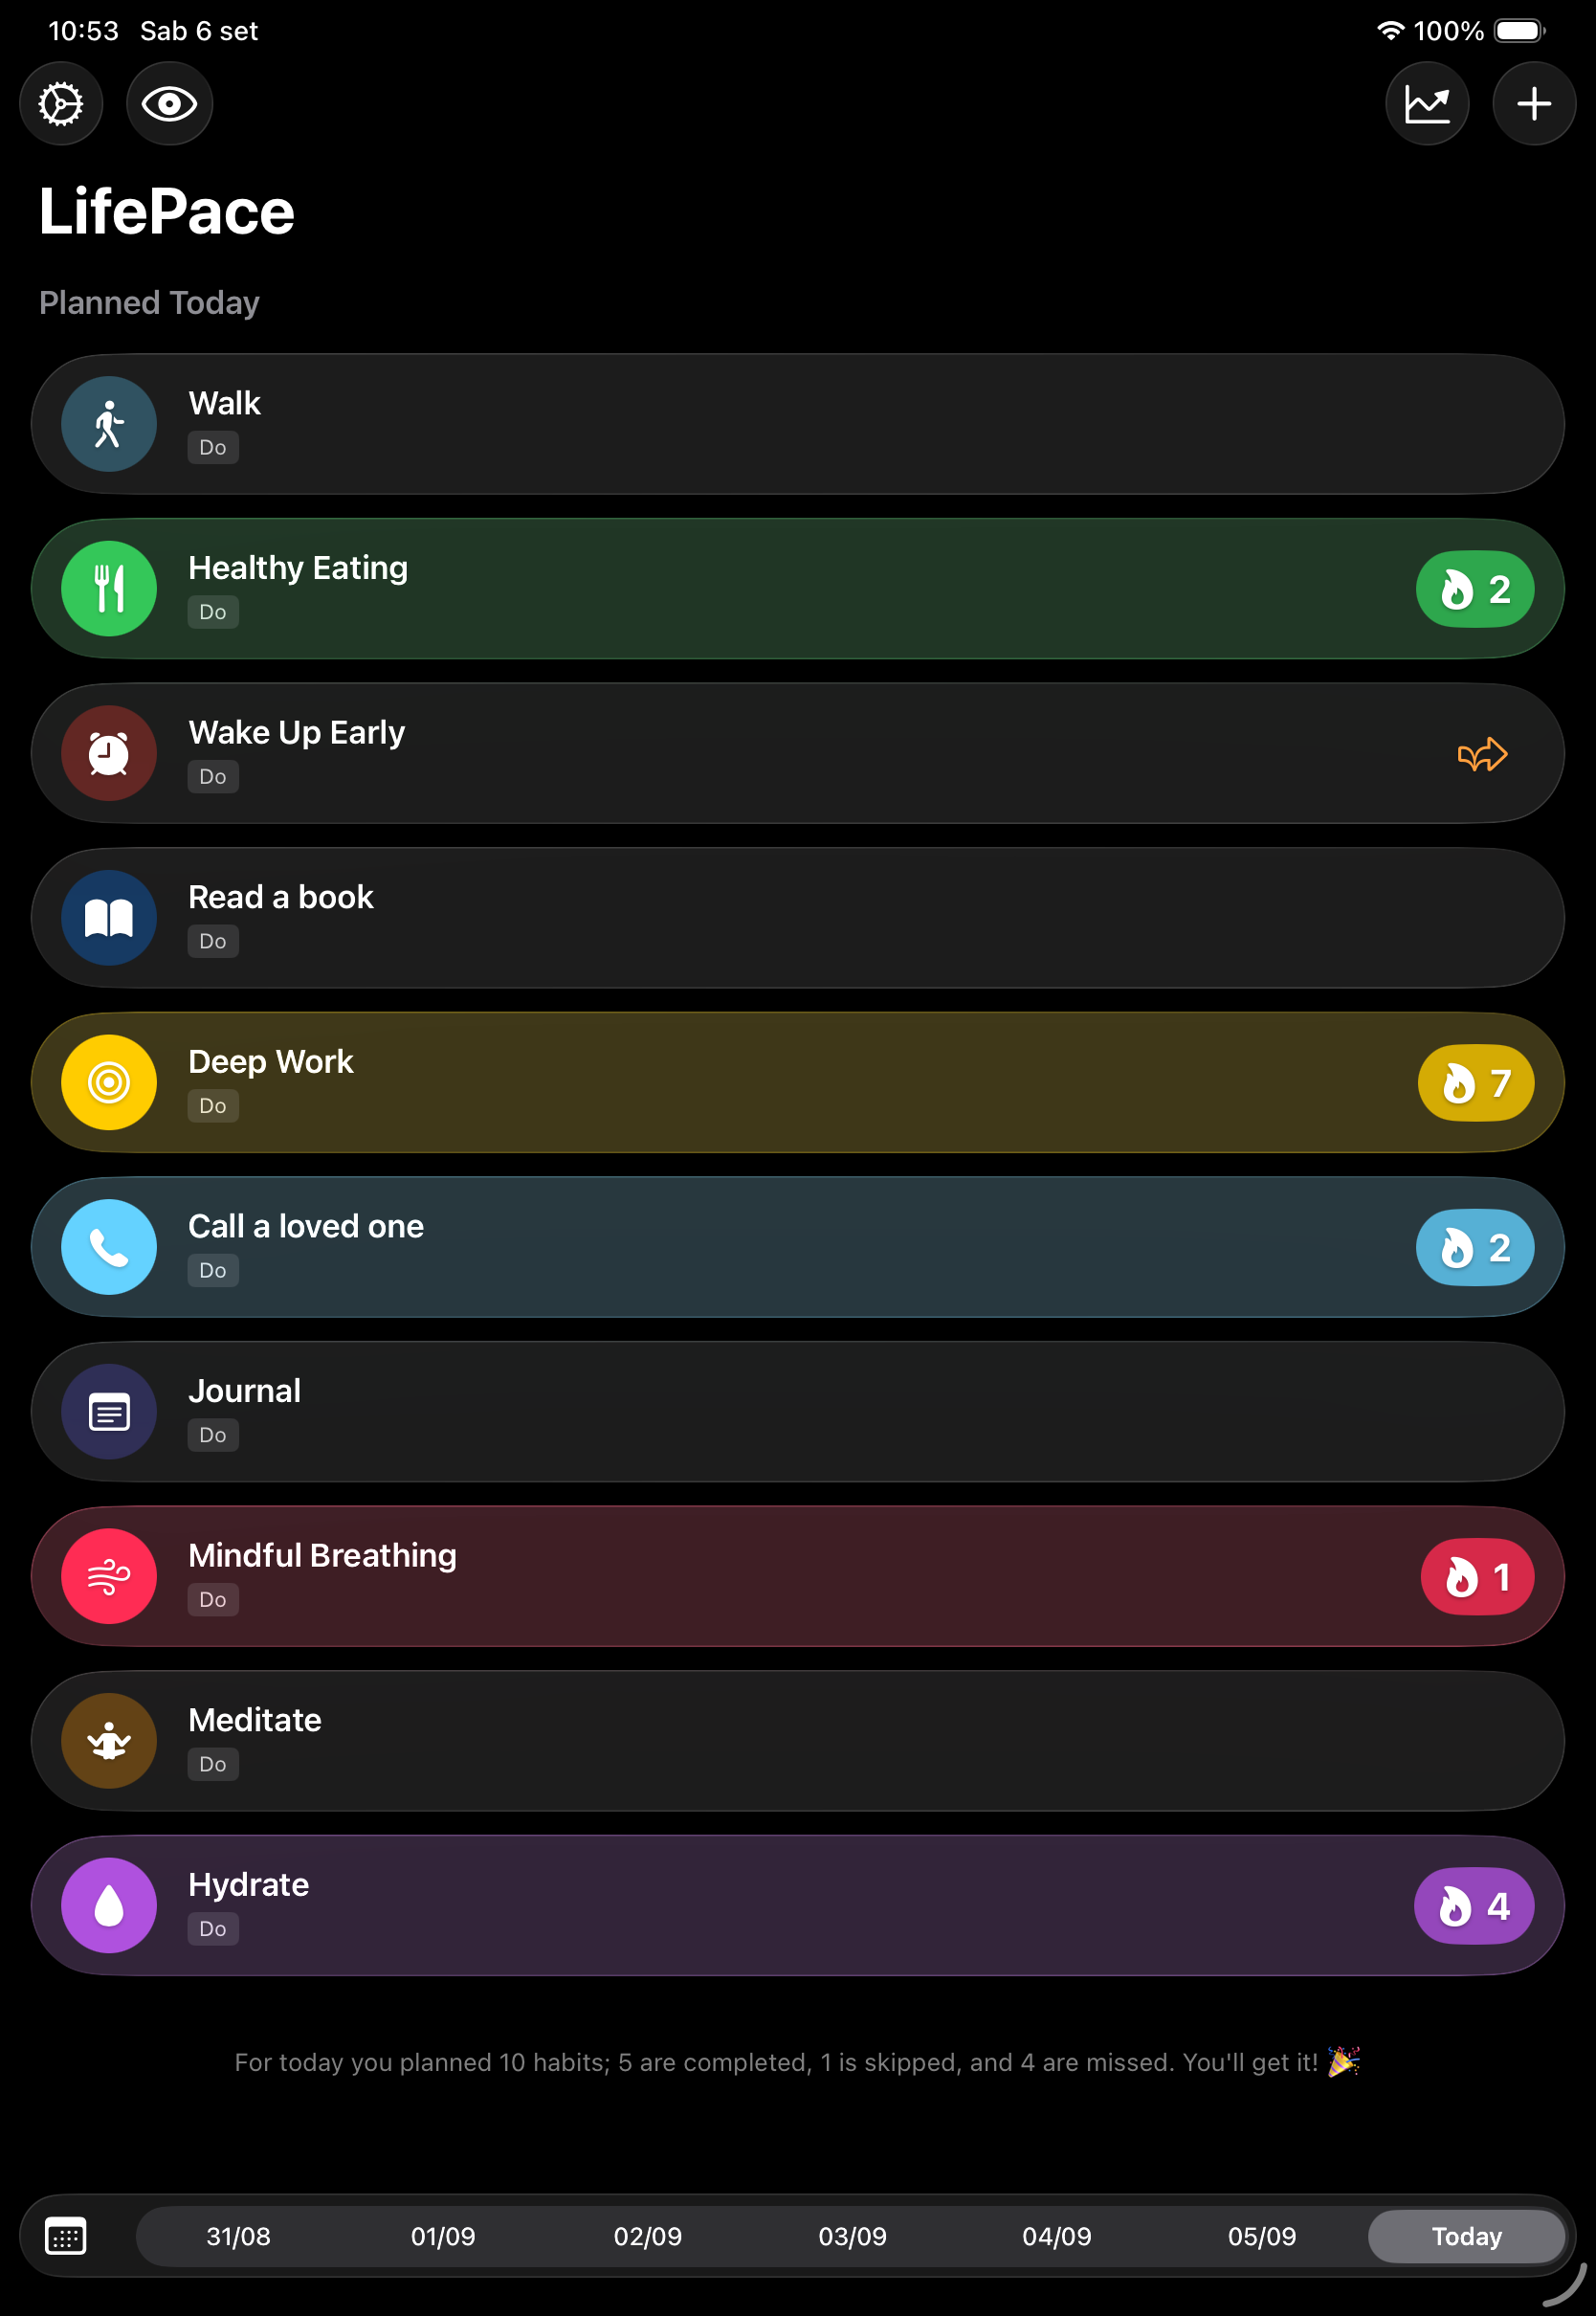 10:53 Sab 6 set 100%
LifePace
Planned Today
Walk
Do
Healthy Eating
Do
2
Wake Up Early
Do
Read a book
Do
Deep Work
Do
7
Call a loved one
Do
2
Journal
Do
Mindful Breathing
Do
1
Meditate
Do
Hydrate
Do
4
For today you planned 10 habits; 5 are completed, 1 is skipped, and 4 are missed. You'll get it! 🎉
31/08 01/09 02/09 03/09 04/09 05/09 Today